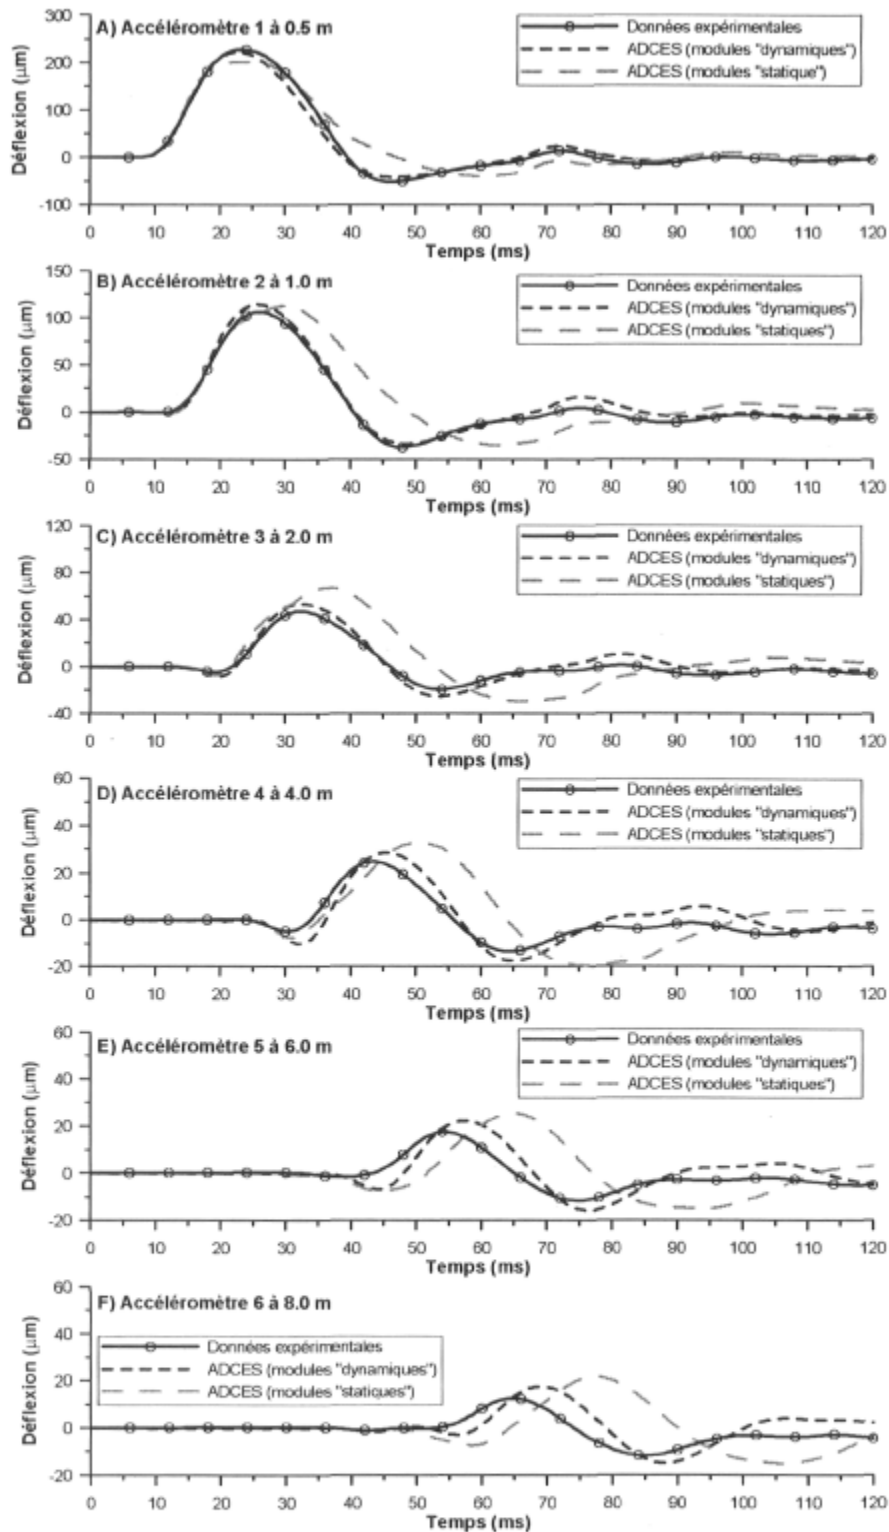 A) Accéléromètre 1 à 0.5 m
Données expérimentales
ADCES (modules "dynamiques")
ADCES (modules "statique")
Déflexion (μm)
300
200
100
0
-100
0 10 20 30 40 50 60 70 80 90 100 110 120
Temps (ms)
B) Accéléromètre 2 à 1.0 m
Données expérimentales
ADCES (modules "dynamiques")
ADCES (modules "statiques")
Déflexion (μm)
150
100
50
0
-50
0 10 20 30 40 50 60 70 80 90 100 110 120
Temps (ms)
C) Accéléromètre 3 à 2.0 m
Données expérimentales
ADCES (modules "dynamiques")
ADCES (modules "statiques")
Déflexion (μm)
120
80
40
0
-40
0 10 20 30 40 50 60 70 80 90 100 110 120
Temps (ms)
D) Accéléromètre 4 à 4.0 m
Données expérimentales
ADCES (modules "dynamiques")
ADCES (modules "statiques")
Déflexion (μm)
60
40
20
0
-20
0 10 20 30 40 50 60 70 80 90 100 110 120
Temps (ms)
E) Accéléromètre 5 à 6.0 m
Données expérimentales
ADCES (modules "dynamiques")
ADCES (modules "statiques")
Déflexion (μm)
60
40
20
0
-20
0 10 20 30 40 50 60 70 80 90 100 110 120
Temps (ms)
F) Accéléromètre 6 à 8.0 m
Données expérimentales
ADCES (modules "dynamiques")
ADCES (modules "statiques")
Déflexion (μm)
60
40
20
0
-20
0 10 20 30 40 50 60 70 80 90 100 110 120
Temps (ms)